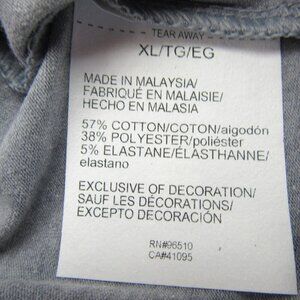 TEAR AWAY
XL/TG/EG
MADE IN MALAYSIA/
FABRIQUÉ EN MALAISIE/
HECHO EN MALASIA
57% COTTON/COTON/algodón
38% POLYESTER/poliéster
5% ELASTANE/ÉLASTHANNE/
elastano
EXCLUSIVE OF DECORATION/
SAUF LES DÉCORATIONS/
EXCEPTO DECORACIÓN
RN#96510
CA#41095